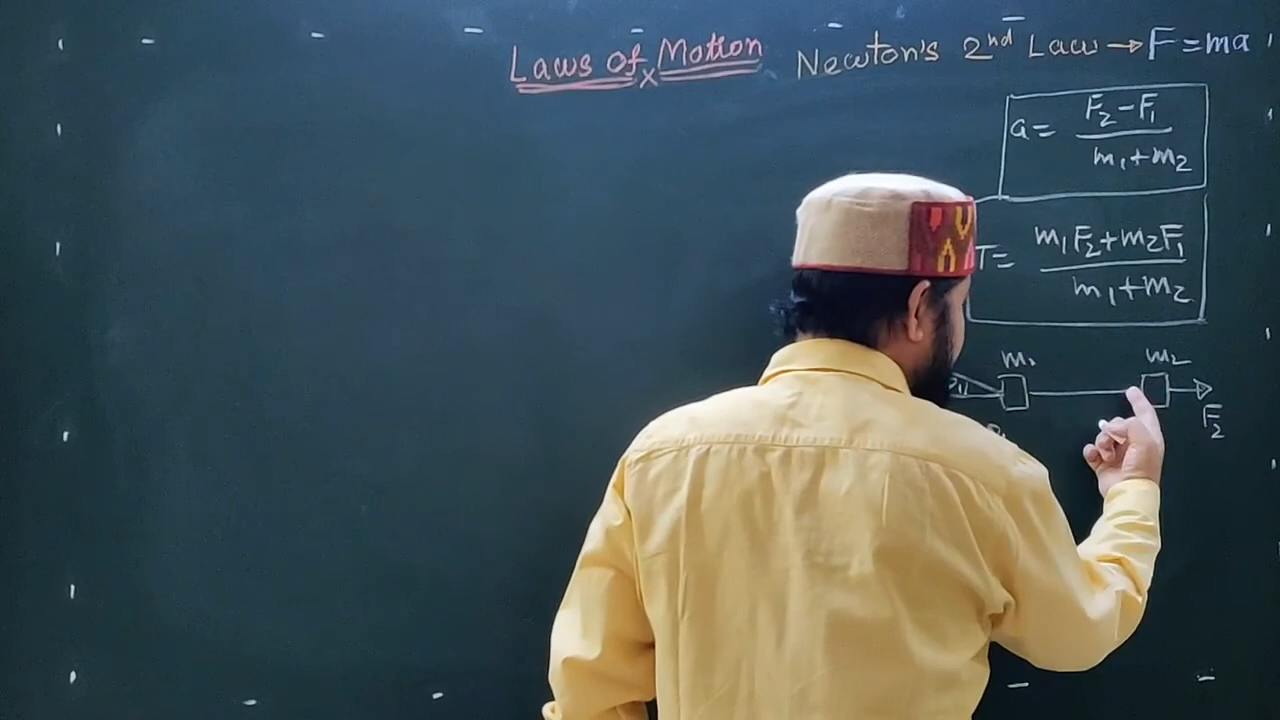 Laws of Motion Newton's 2nd Law → F = ma
x
a = F₂ - F₁ / m₁ + m₂
T = m₁F₂ + m₂F₁ / m₁ + m₂
m₁ m₂
F₂